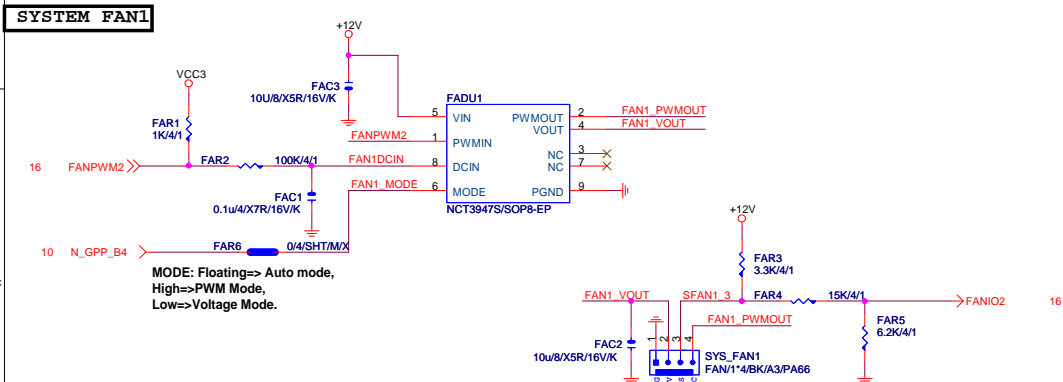 SYSTEM FAN1
+12V
VCC3
FAC3
10U/8/X5R/16V/K
FADU1
FAR1
1K/4/1
5 VIN PWMOUT 2 FAN1_PWMOUT
VOUT 4 FAN1_VOUT
FANPWM2 1 PWMIN
NC 3
16 FANPWM2 FAR2 100K/4/1 FAN1DCIN 8 DCIN NC 7
FAN1_MODE 6 MODE PGND 9
FAC1
0.1u/4/X7R/16V/K
NCT3947S/SOP8-EP
+12V
10 N_GPP_B4 FAR6 0/4/SHT/M/X
FAR3
3.3K/4/1
MODE: Floating=> Auto mode,
High=>PWM Mode,
Low=>Voltage Mode.
FAN1_VOUT SFAN1_3 FAR4 15K/4/1 FANIO2 16
FAN1_PWMOUT
FAR5
6.2K/4/1
FAC2
10u/8/X5R/16V/K
1 2 3 4
SYS_FAN1
FAN/1*4/BK/A3/PA66
G V S C